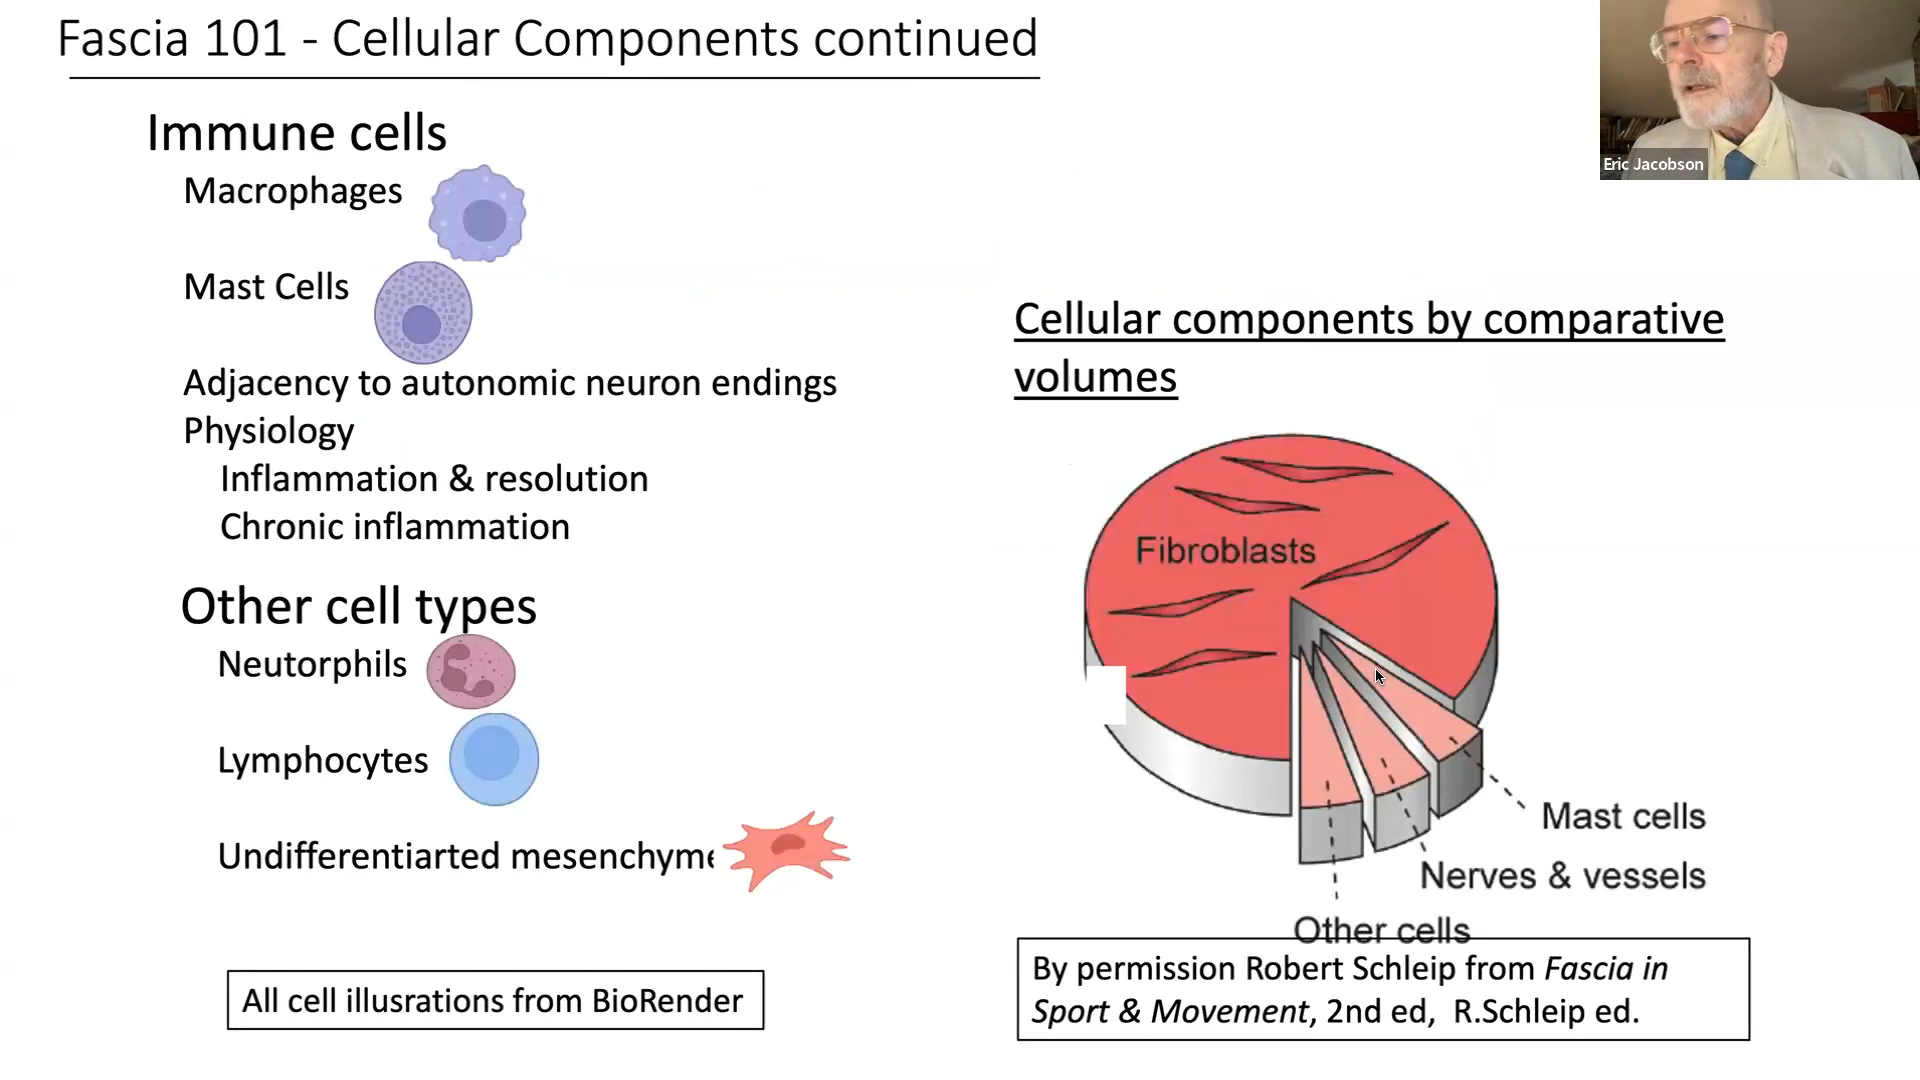 Fascia 101 - Cellular Components continued
Eric Jacobson
Immune cells
Macrophages
Mast Cells
Adjacency to autonomic neuron endings
Physiology
Inflammation & resolution
Chronic inflammation
Other cell types
Neutorphils
Lymphocytes
Undifferentiarted mesenchyme
All cell illusrations from BioRender
Cellular components by comparative
volumes
Fibroblasts
Mast cells
Nerves & vessels
Other cells
By permission Robert Schleip from Fascia in
Sport & Movement, 2nd ed, R.Schleip ed.